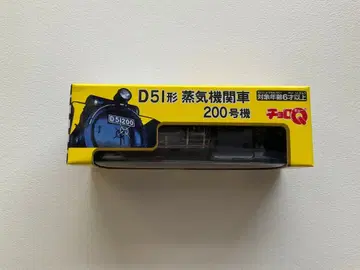 D51形 蒸気機関車
200号機
対象年齢6才以上
チョロQ
D51200